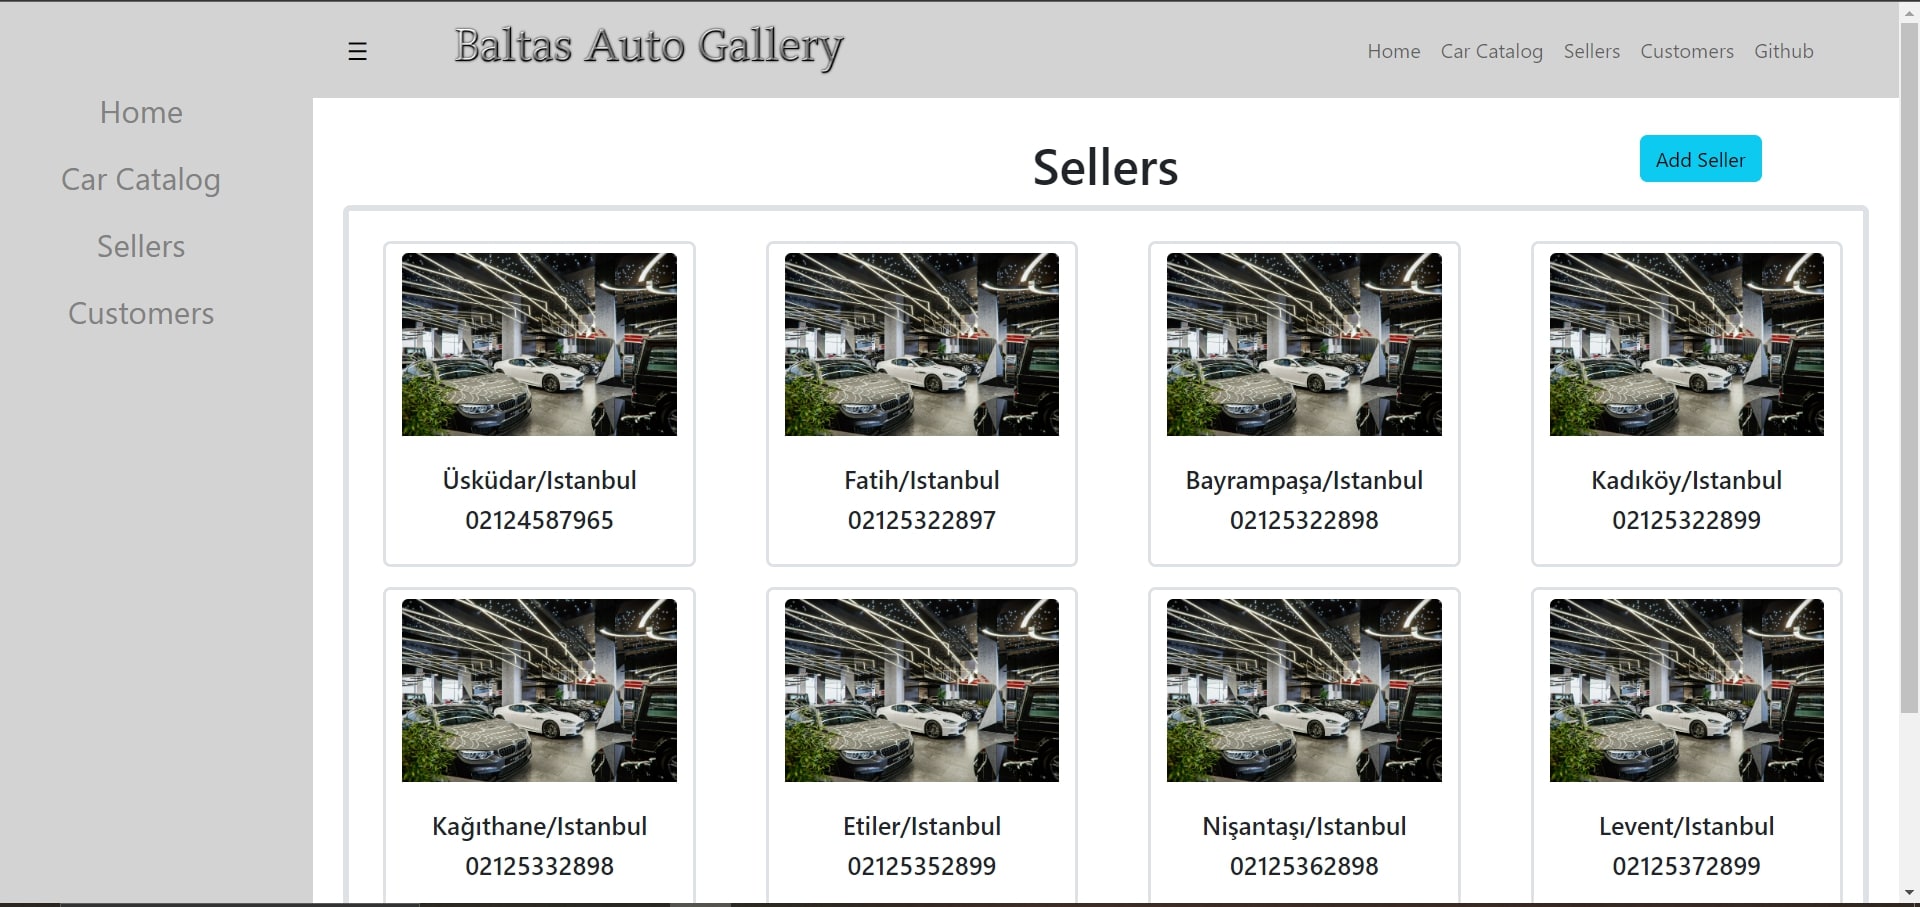 ☰ Baltas Auto Gallery
Home Car Catalog Sellers Customers Github
Home
Car Catalog
Sellers
Customers
Sellers
Add Seller
Üsküdar/Istanbul
02124587965
Fatih/Istanbul
02125322897
Bayrampaşa/Istanbul
02125322898
Kadıköy/Istanbul
02125322899
Kağıthane/Istanbul
02125332898
Etiler/Istanbul
02125352899
Nişantaşı/Istanbul
02125362898
Levent/Istanbul
02125372899